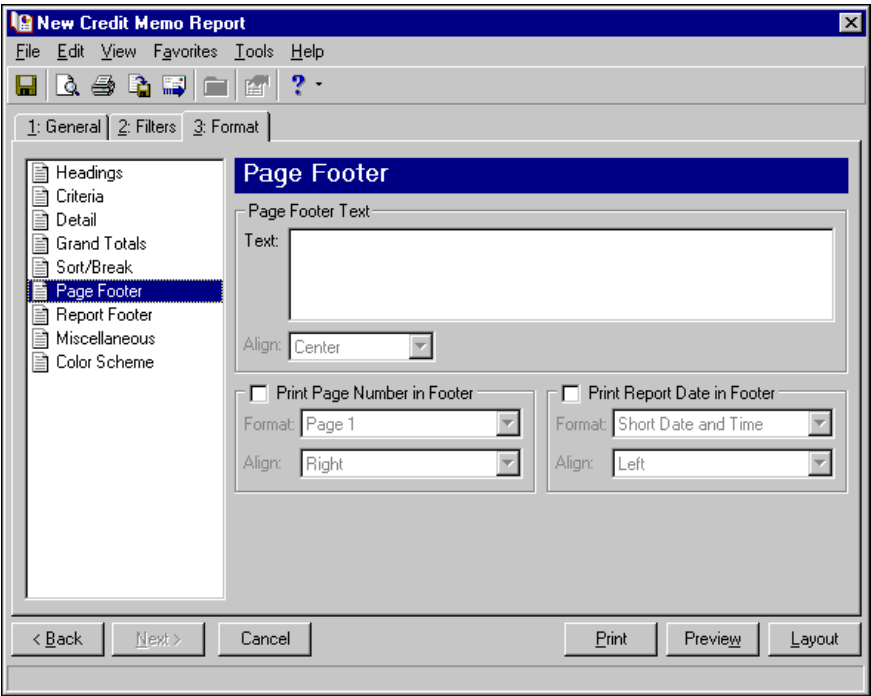 New Credit Memo Report
File Edit View Favorites Tools Help
?
1: General 2: Filters 3: Format
Headings
Criteria
Detail
Grand Totals
Sort/Break
Page Footer
Report Footer
Miscellaneous
Color Scheme
Page Footer
Page Footer Text
Text:
Align: Center
Print Page Number in Footer
Format: Page 1
Align: Right
Print Report Date in Footer
Format: Short Date and Time
Align: Left
< Back Next > Cancel Print Preview Layout